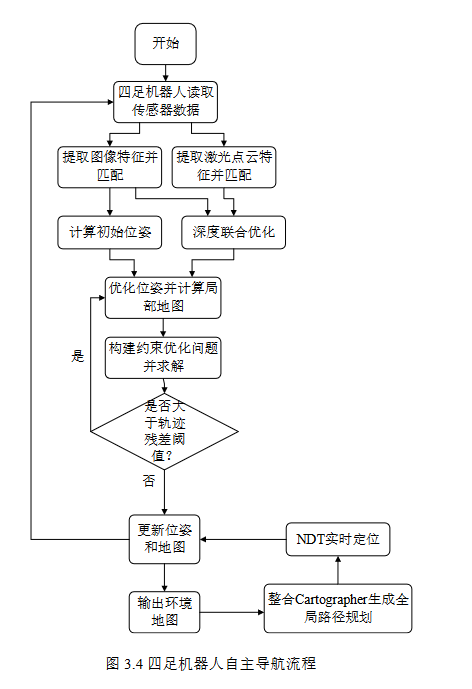 开始
四足机器人读取
传感器数据
提取图像特征并
匹配
提取激光点云特
征并匹配
计算初始位姿
深度联合优化
优化位姿并计算局
部地图
是
构建约束优化问题
并求解
是否大
于轨迹
残差阈
值？
否
更新位姿
和地图
NDT实时定位
输出环境
地图
整合Cartographer生成全
局路径规划
图 3.4 四足机器人自主导航流程